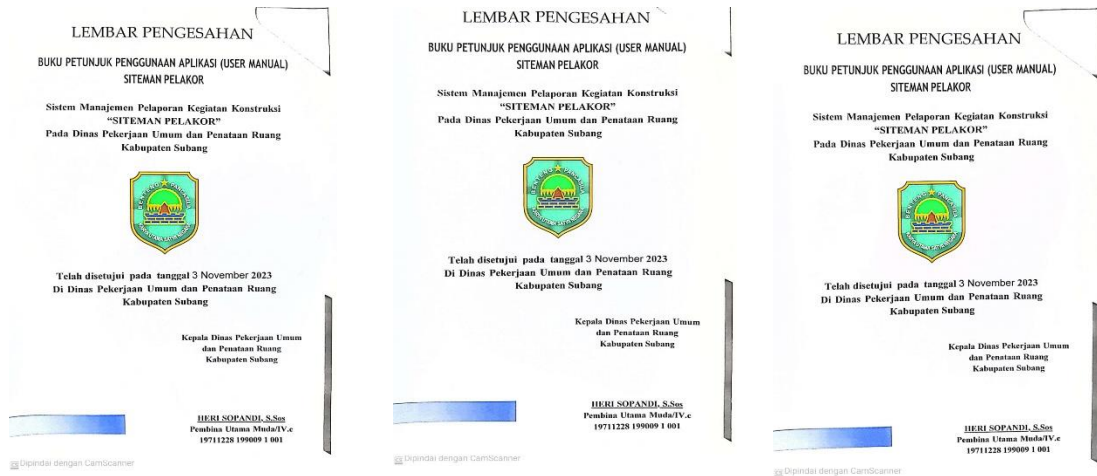 LEMBAR PENGESAHAN
BUKU PETUNJUK PENGGUNAAN APLIKASI (USER MANUAL)
SITEMAN PELAKOR
Sistem Manajemen Pelaporan Kegiatan Konstruksi
“SITEMAN PELAKOR”
Pada Dinas Pekerjaan Umum dan Penataan Ruang
Kabupaten Subang
Telah disetujui pada tanggal 3 November 2023
Di Dinas Pekerjaan Umum dan Penataan Ruang
Kabupaten Subang
Kepala Dinas Pekerjaan Umum
dan Penataan Ruang
Kabupaten Subang
HERI SOPANDI, S.Sos
Pembina Utama Muda/IV.c
19711228 199009 1 001
Dipindai dengan CamScanner
LEMBAR PENGESAHAN
BUKU PETUNJUK PENGGUNAAN APLIKASI (USER MANUAL)
SITEMAN PELAKOR
Sistem Manajemen Pelaporan Kegiatan Konstruksi
“SITEMAN PELAKOR”
Pada Dinas Pekerjaan Umum dan Penataan Ruang
Kabupaten Subang
Telah disetujui pada tanggal 3 November 2023
Di Dinas Pekerjaan Umum dan Penataan Ruang
Kabupaten Subang
Kepala Dinas Pekerjaan Umum
dan Penataan Ruang
Kabupaten Subang
HERI SOPANDI, S.Sos
Pembina Utama Muda/IV.c
19711228 199009 1 001
Dipindai dengan CamScanner
LEMBAR PENGESAHAN
BUKU PETUNJUK PENGGUNAAN APLIKASI (USER MANUAL)
SITEMAN PELAKOR
Sistem Manajemen Pelaporan Kegiatan Konstruksi
“SITEMAN PELAKOR”
Pada Dinas Pekerjaan Umum dan Penataan Ruang
Kabupaten Subang
Telah disetujui pada tanggal 3 November 2023
Di Dinas Pekerjaan Umum dan Penataan Ruang
Kabupaten Subang
Kepala Dinas Pekerjaan Umum
dan Penataan Ruang
Kabupaten Subang
HERI SOPANDI, S.Sos
Pembina Utama Muda/IV.c
19711228 199009 1 001
Dipindai dengan CamScanner